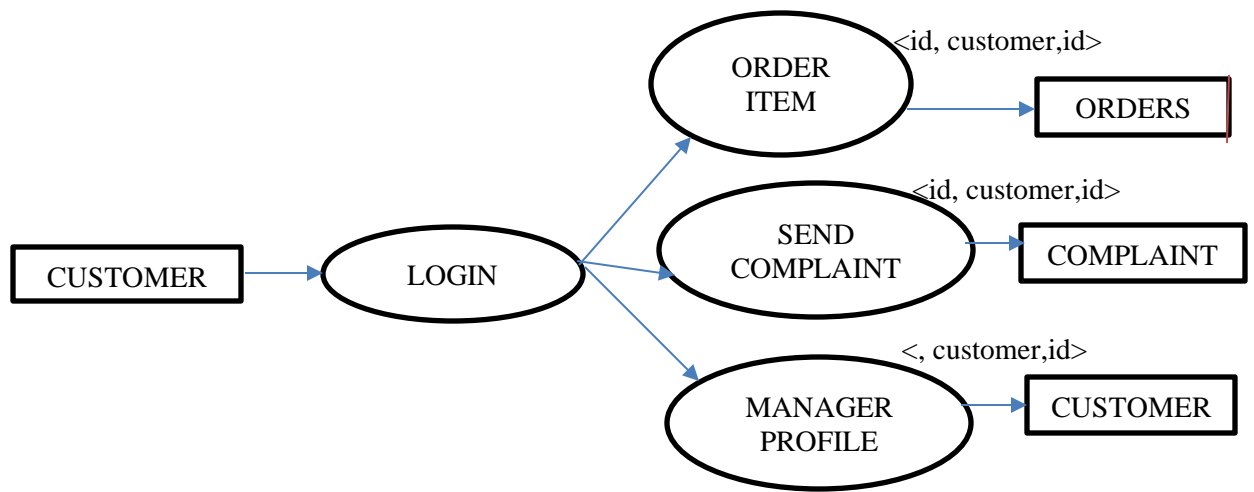 ORDER
ITEM
<id, customer,id>
ORDERS
CUSTOMER
LOGIN
SEND
COMPLAINT
<id, customer,id>
COMPLAINT
MANAGER
PROFILE
<, customer,id>
CUSTOMER